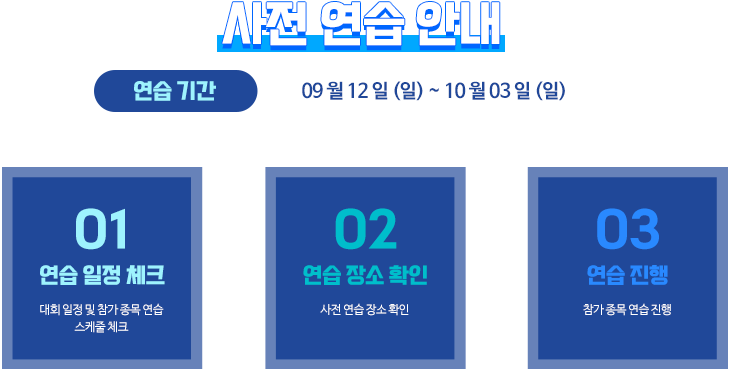 사전 연습 안내
연습 기간
09 월 12 일 (일) ~ 10 월 03 일 (일)
01
연습 일정 체크
대회 일정 및 참가 종목 연습
스케줄 체크
02
연습 장소 확인
사전 연습 장소 확인
03
연습 진행
참가 종목 연습 진행